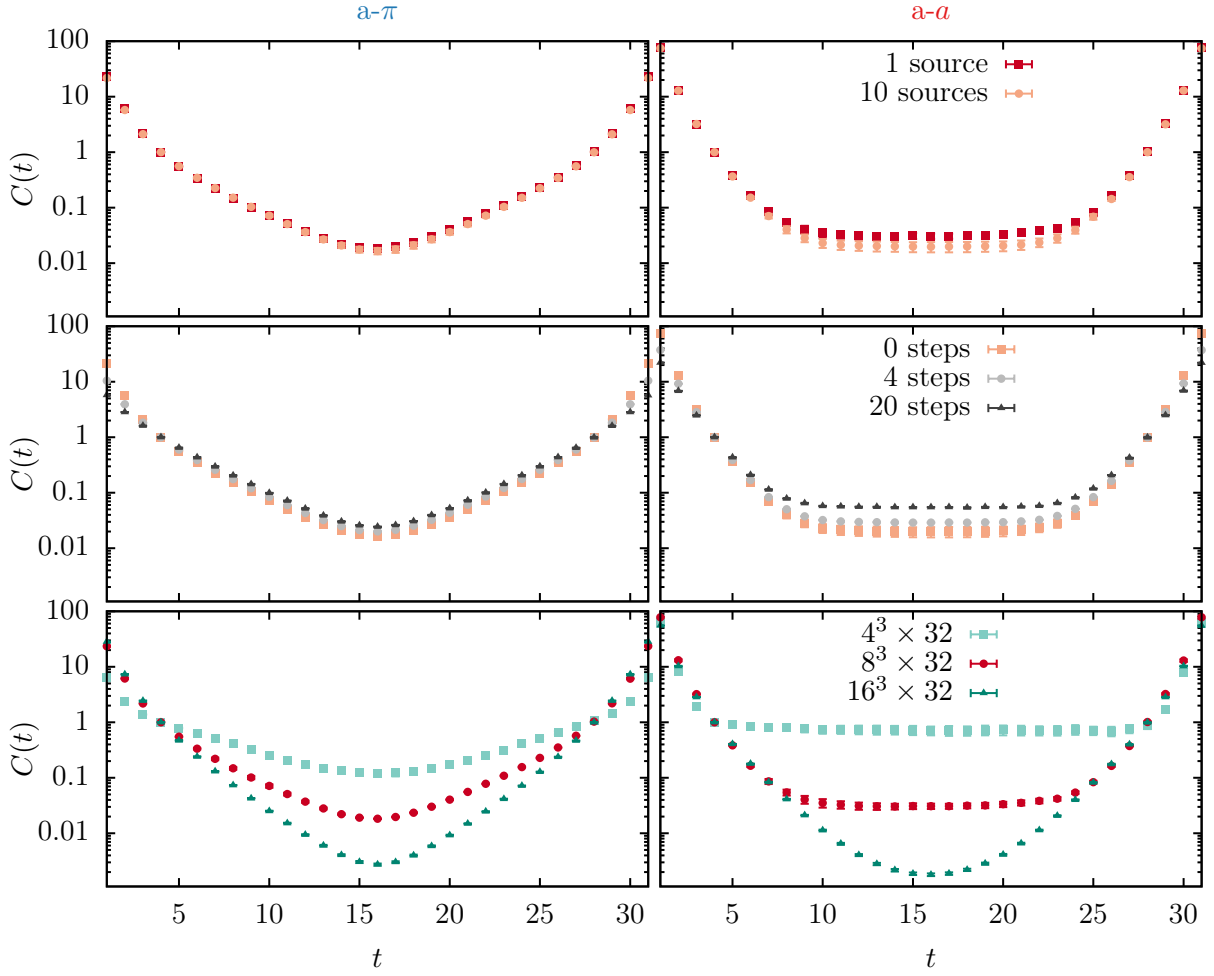 a-π a-a
100
10
1
0.1
0.01
C(t)
1 source
10 sources
100
10
1
0.1
0.01
C(t)
0 steps
4 steps
20 steps
100
10
1
0.1
0.01
C(t)
4³ × 32
8³ × 32
16³ × 32
5 10 15 20 25 30 5 10 15 20 25 30
t t